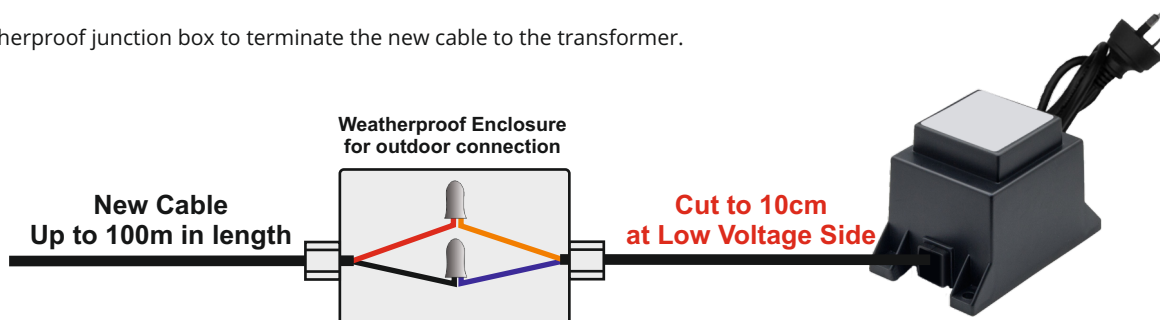 herproof junction box to terminate the new cable to the transformer.
Weatherproof Enclosure
for outdoor connection
New Cable
Up to 100m in length
Cut to 10cm
at Low Voltage Side